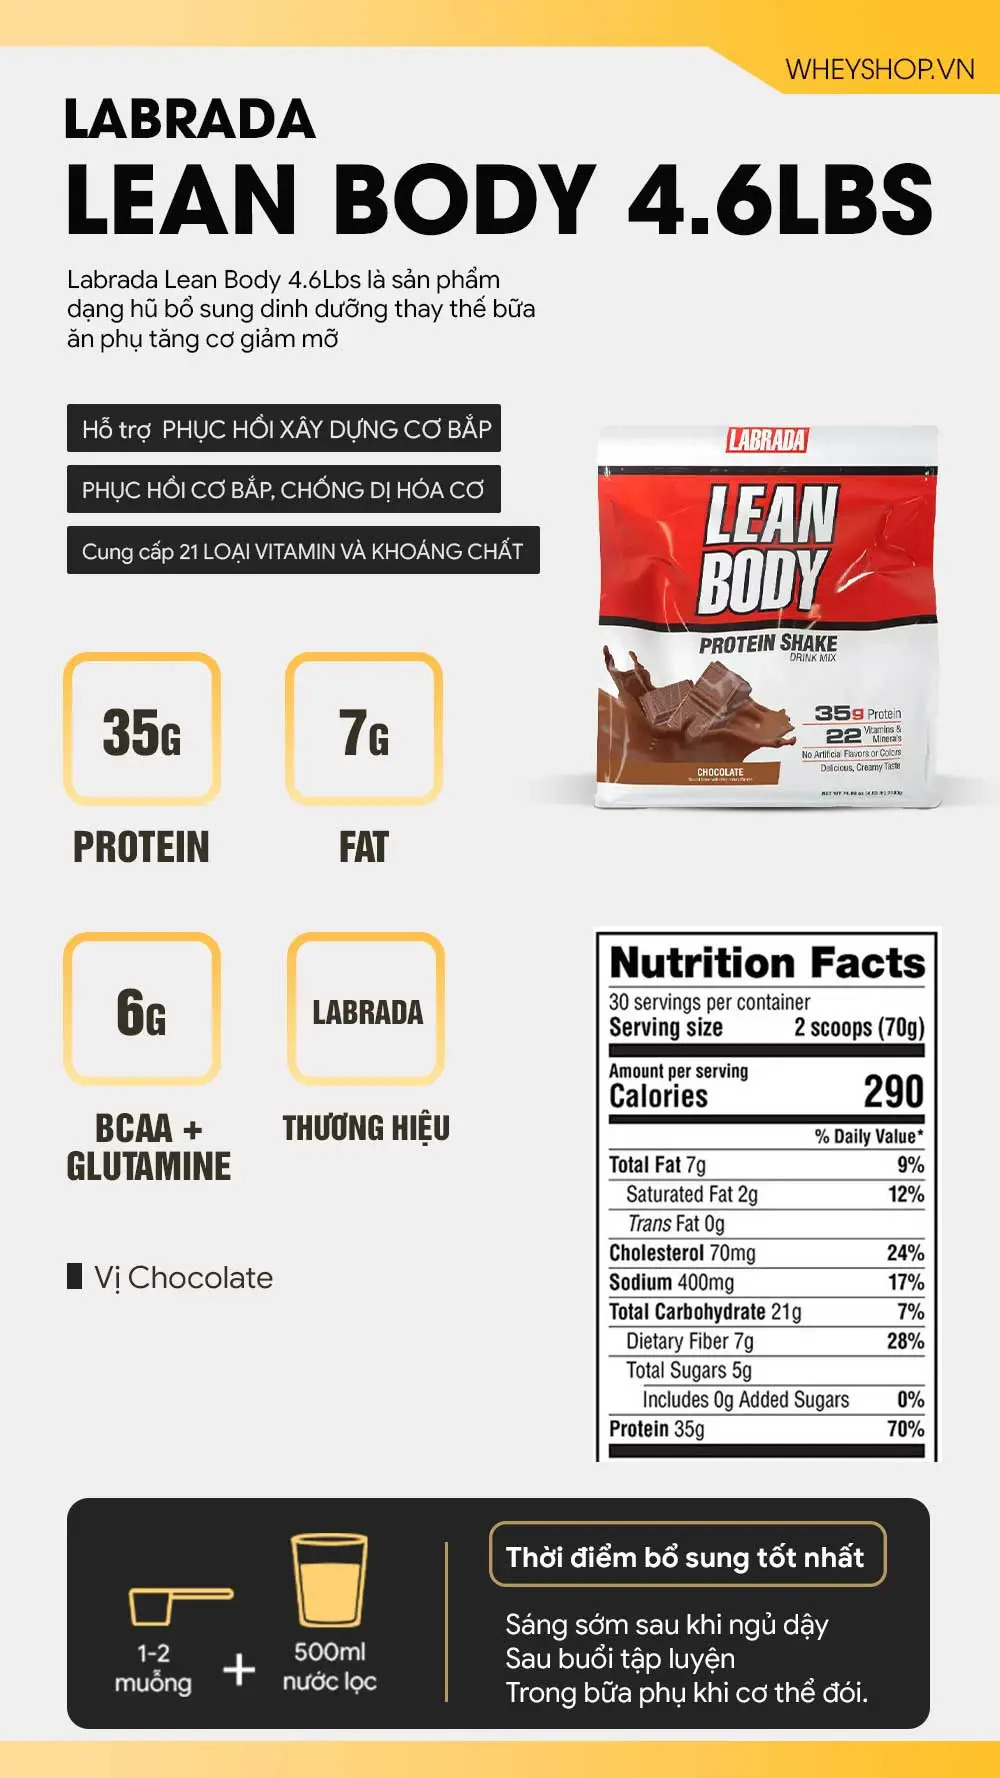 WHEYSHOP.VN
LABRADA
LEAN BODY 4.6LBS
Labrada Lean Body 4.6Lbs là sản phẩm
dạng hũ bổ sung dinh dưỡng thay thế bữa
ăn phụ tăng cơ giảm mỡ
Hỗ trợ PHỤC HỒI XÂY DỰNG CƠ BẮP
PHỤC HỒI CƠ BẮP, CHỐNG DỊ HÓA CƠ
Cung cấp 21 LOẠI VITAMIN VÀ KHOÁNG CHẤT
LABRADA
LEAN
BODY
PROTEIN SHAKE
DRINK MIX
35g Protein
22 Vitamins &
Minerals
No Artificial Flavors or Colors
Delicious, Creamy Taste
CHOCOLATE
35G
PROTEIN
7G
FAT
6G
BCAA +
GLUTAMINE
LABRADA
THƯƠNG HIỆU
Vị Chocolate
Nutrition Facts
30 servings per container
Serving size 2 scoops (70g)
Amount per serving
Calories 290
% Daily Value*
Total Fat 7g 9%
Saturated Fat 2g 12%
Trans Fat 0g
Cholesterol 70mg 24%
Sodium 400mg 17%
Total Carbohydrate 21g 7%
Dietary Fiber 7g 28%
Total Sugars 5g
Includes 0g Added Sugars 0%
Protein 35g 70%
1-2
muỗng
+
500ml
nước lọc
Thời điểm bổ sung tốt nhất
Sáng sớm sau khi ngủ dậy
Sau buổi tập luyện
Trong bữa phụ khi cơ thể đói.